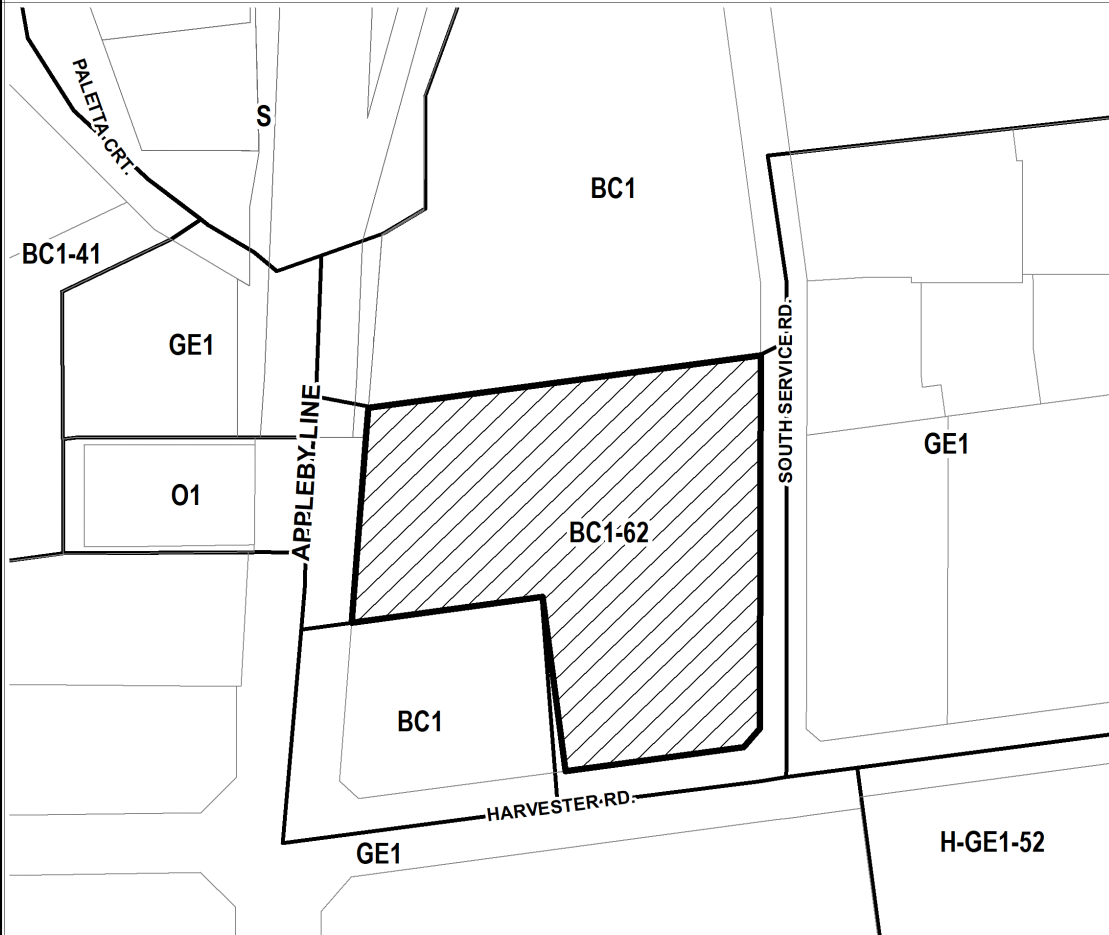 PALETTA CRT.
S
BC1
BC1-41
GE1
APPLEBY LINE
SOUTH SERVICE RD.
GE1
O1
BC1-62
BC1
HARVESTER RD.
GE1
H-GE1-52